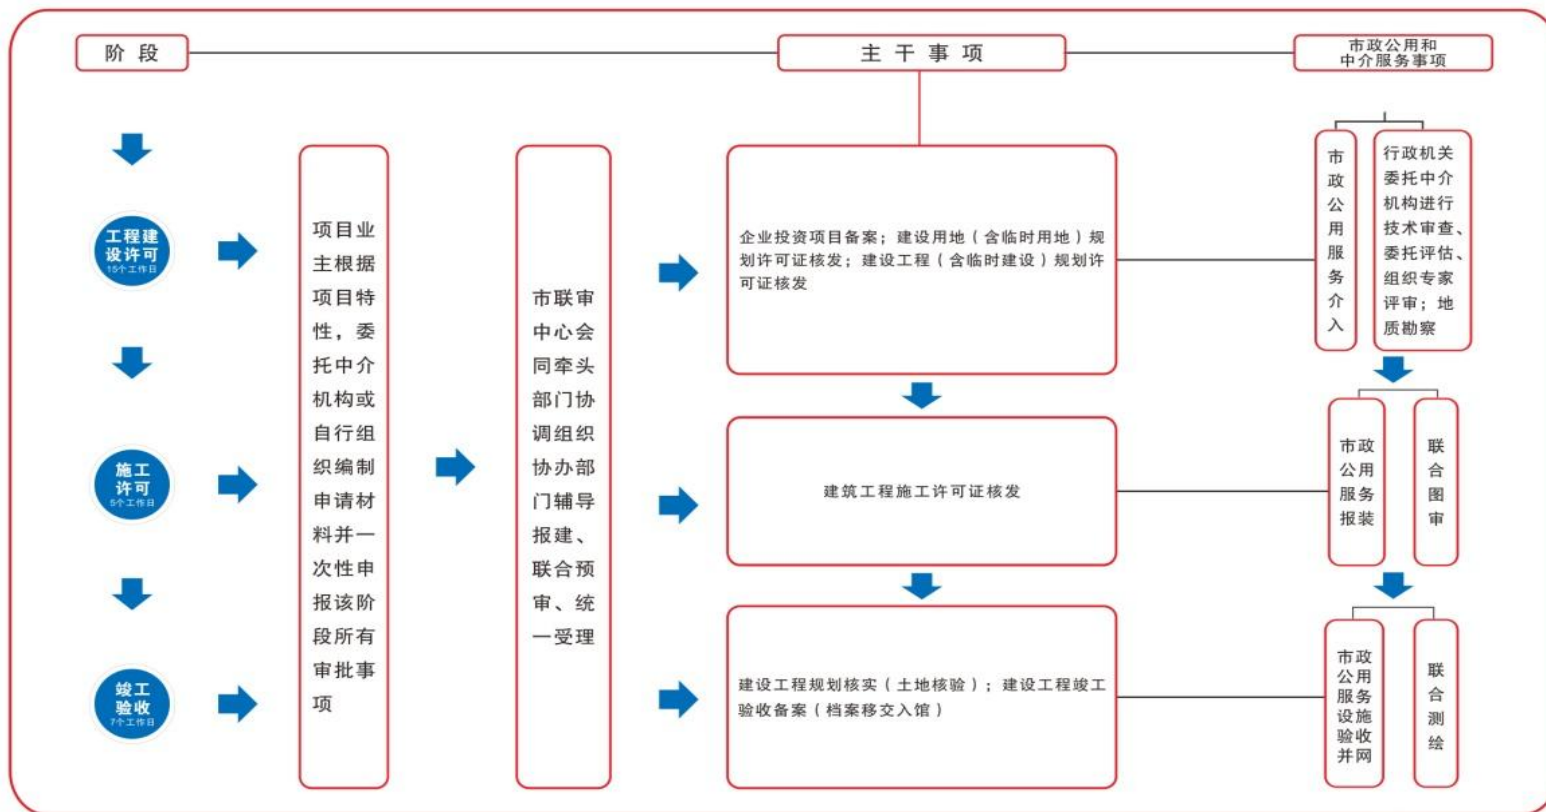 阶段
主干事项
市政公用和
中介服务事项
工程建
设许可
15个工作日
施工
许可
5个工作日
竣工
验收
7个工作日
项目业
主根据
项目特
性，委
托中介
机构或
自行组
织编制
申请材
料并一
次性申
报该阶
段所有
审批事
项
市联审
中心会
同牵头
部门协
调组织
协办部
门辅导
报建、
联合预
审、统
一受理
企业投资项目备案；建设用地（含临时用地）规
划许可证核发；建设工程（含临时建设）规划许
可证核发
建筑工程施工许可证核发
建设工程规划核实（土地核验）；建设工程竣工
验收备案（档案移交入馆）
市
政
公
用
服
务
介
入
行政机关
委托中介
机构进行
技术审查、
委托评估、
组织专家
评审；地
质勘察
市政
公用
服务
报装
联
合
图
审
市政
公用
服务
设施
验收
并网
联
合
测
绘